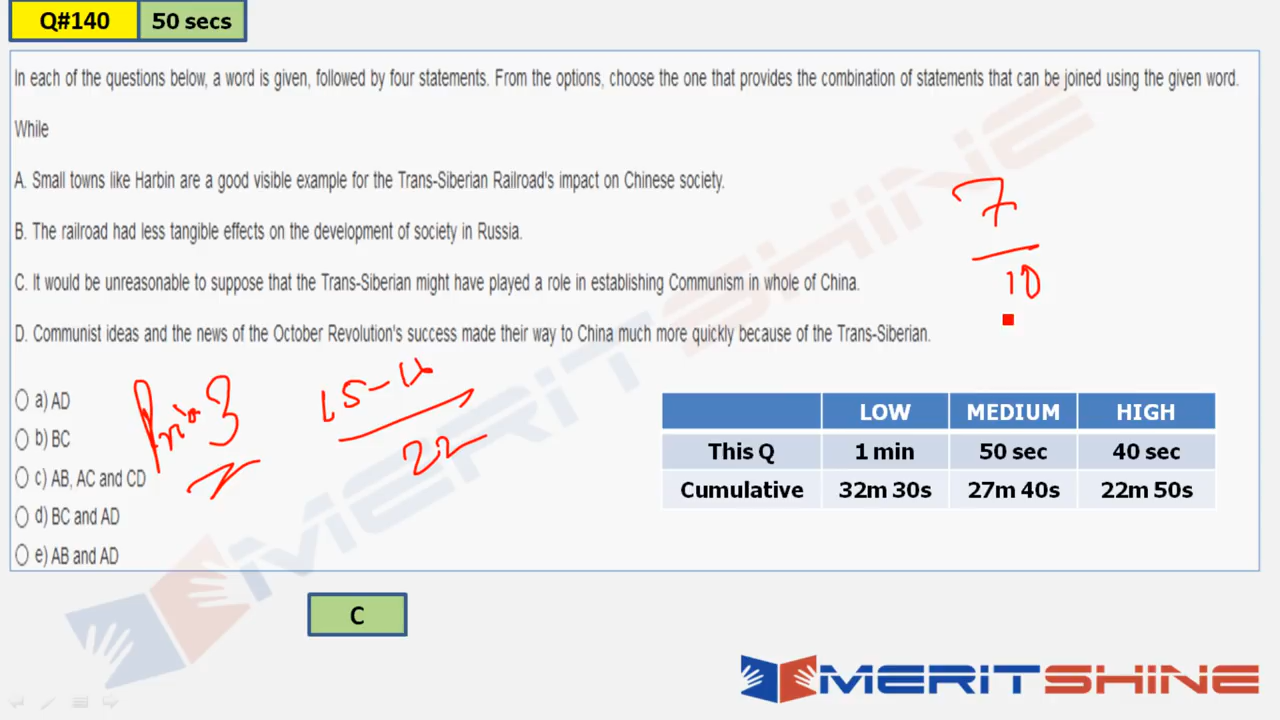 Q#140 50 secs
In each of the questions below, a word is given, followed by four statements. From the options, choose the one that provides the combination of statements that can be joined using the given word.
While
A. Small towns like Harbin are a good visible example for the Trans-Siberian Railroad's impact on Chinese society.
B. The railroad had less tangible effects on the development of society in Russia.
C. It would be unreasonable to suppose that the Trans-Siberian might have played a role in establishing Communism in whole of China.
D. Communist ideas and the news of the October Revolution's success made their way to China much more quickly because of the Trans-Siberian.
7
10
a) AD
b) BC
c) AB, AC and CD
d) BC and AD
e) AB and AD
3
22
LOW MEDIUM HIGH
This Q 1 min 50 sec 40 sec
Cumulative 32m 30s 27m 40s 22m 50s
C
MERITSHINE
MERITSHINE